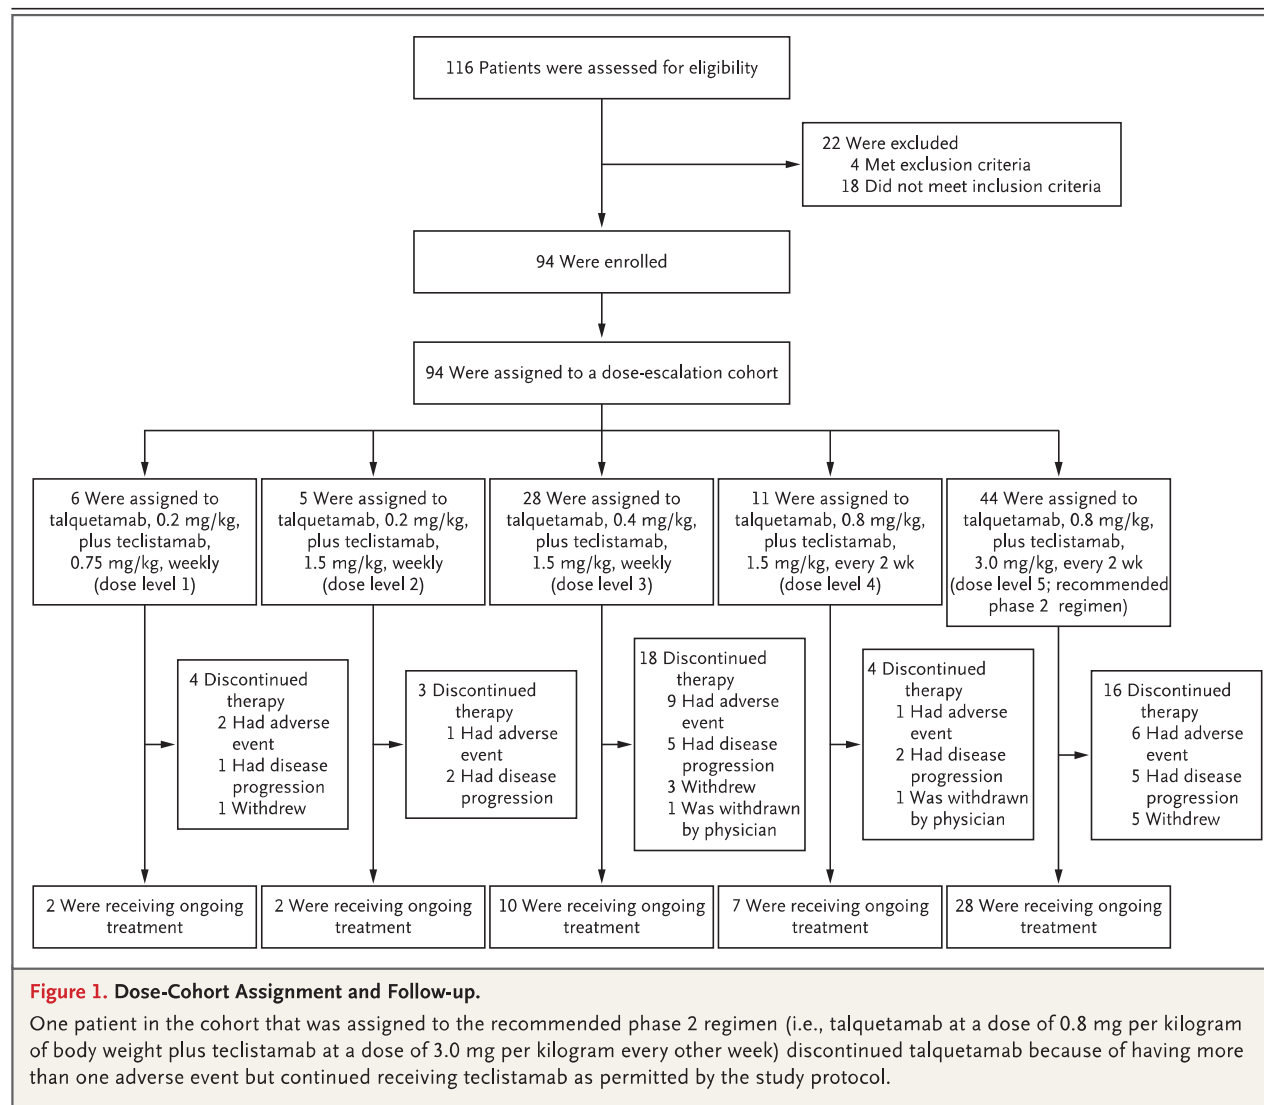 116 Patients were assessed for eligibility
22 Were excluded
4 Met exclusion criteria
18 Did not meet inclusion criteria
94 Were enrolled
94 Were assigned to a dose-escalation cohort
6 Were assigned to
talquetamab, 0.2 mg/kg,
plus teclistamab,
0.75 mg/kg, weekly
(dose level 1)
5 Were assigned to
talquetamab, 0.2 mg/kg,
plus teclistamab,
1.5 mg/kg, weekly
(dose level 2)
28 Were assigned to
talquetamab, 0.4 mg/kg,
plus teclistamab,
1.5 mg/kg, weekly
(dose level 3)
11 Were assigned to
talquetamab, 0.8 mg/kg,
plus teclistamab,
1.5 mg/kg, every 2 wk
(dose level 4)
44 Were assigned to
talquetamab, 0.8 mg/kg,
plus teclistamab,
3.0 mg/kg, every 2 wk
(dose level 5; recommended
phase 2 regimen)
4 Discontinued
therapy
2 Had adverse
event
1 Had disease
progression
1 Withdrew
3 Discontinued
therapy
1 Had adverse
event
2 Had disease
progression
18 Discontinued
therapy
9 Had adverse
event
5 Had disease
progression
3 Withdrew
1 Was withdrawn
by physician
4 Discontinued
therapy
1 Had adverse
event
2 Had disease
progression
1 Was withdrawn
by physician
16 Discontinued
therapy
6 Had adverse
event
5 Had disease
progression
5 Withdrew
2 Were receiving ongoing
treatment
2 Were receiving ongoing
treatment
10 Were receiving ongoing
treatment
7 Were receiving ongoing
treatment
28 Were receiving ongoing
treatment
Figure 1. Dose-Cohort Assignment and Follow-up.
One patient in the cohort that was assigned to the recommended phase 2 regimen (i.e., talquetamab at a dose of 0.8 mg per kilogram
of body weight plus teclistamab at a dose of 3.0 mg per kilogram every other week) discontinued talquetamab because of having more
than one adverse event but continued receiving teclistamab as permitted by the study protocol.